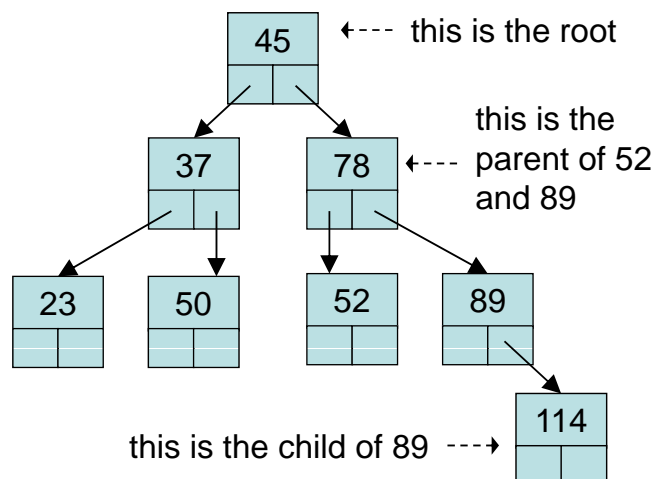 45
this is the root
37
78
this is the
parent of 52
and 89
23
50
52
89
114
this is the child of 89